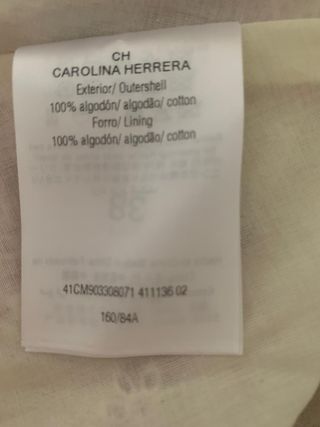 CH
CAROLINA HERRERA
Exterior/ Outershell
100% algodón/ algodão/ cotton
Forro/ Lining
100% algodón/ algodão/ cotton
41CM903308071 411136 02
160/84A